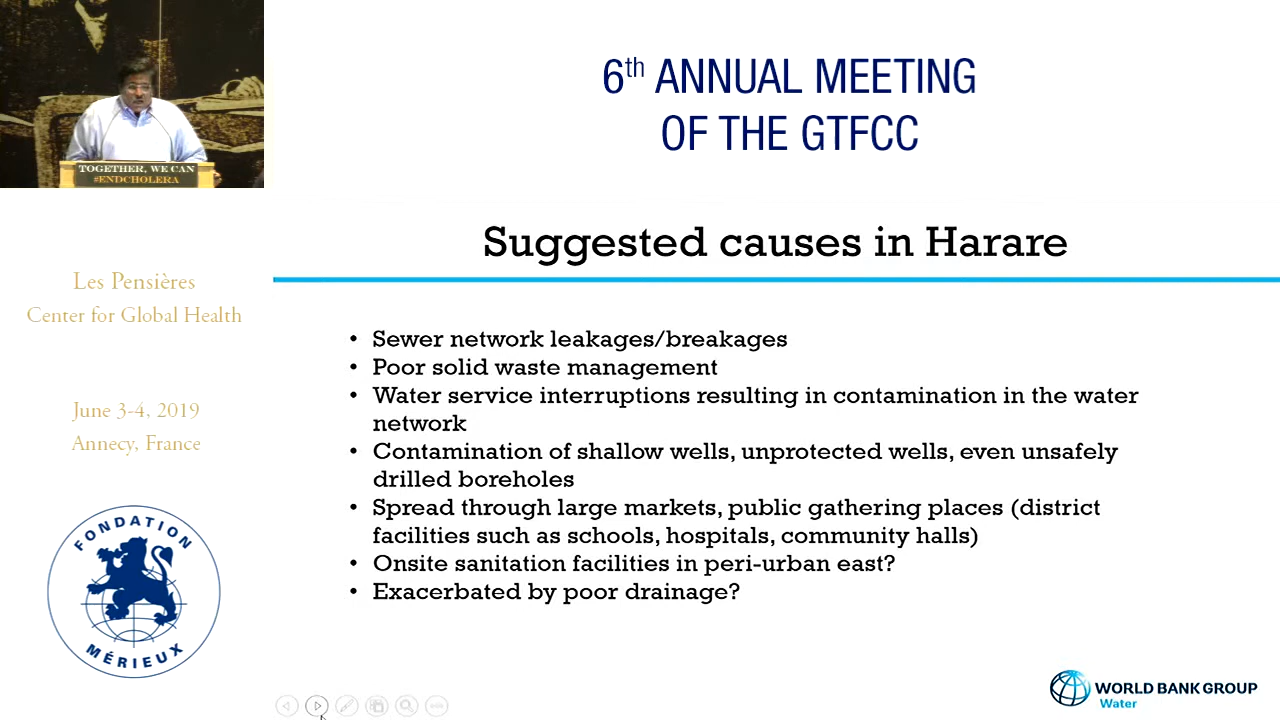 TOGETHER, WE CAN
#ENDCHOLERA
6th ANNUAL MEETING
OF THE GTFCC
Les Pensières
Center for Global Health
June 3-4, 2019
Annecy, France
FONDATION
MÉRIEUX
Suggested causes in Harare
• Sewer network leakages/breakages
• Poor solid waste management
• Water service interruptions resulting in contamination in the water
network
• Contamination of shallow wells, unprotected wells, even unsafely
drilled boreholes
• Spread through large markets, public gathering places (district
facilities such as schools, hospitals, community halls)
• Onsite sanitation facilities in peri-urban east?
• Exacerbated by poor drainage?
WORLD BANK GROUP
Water